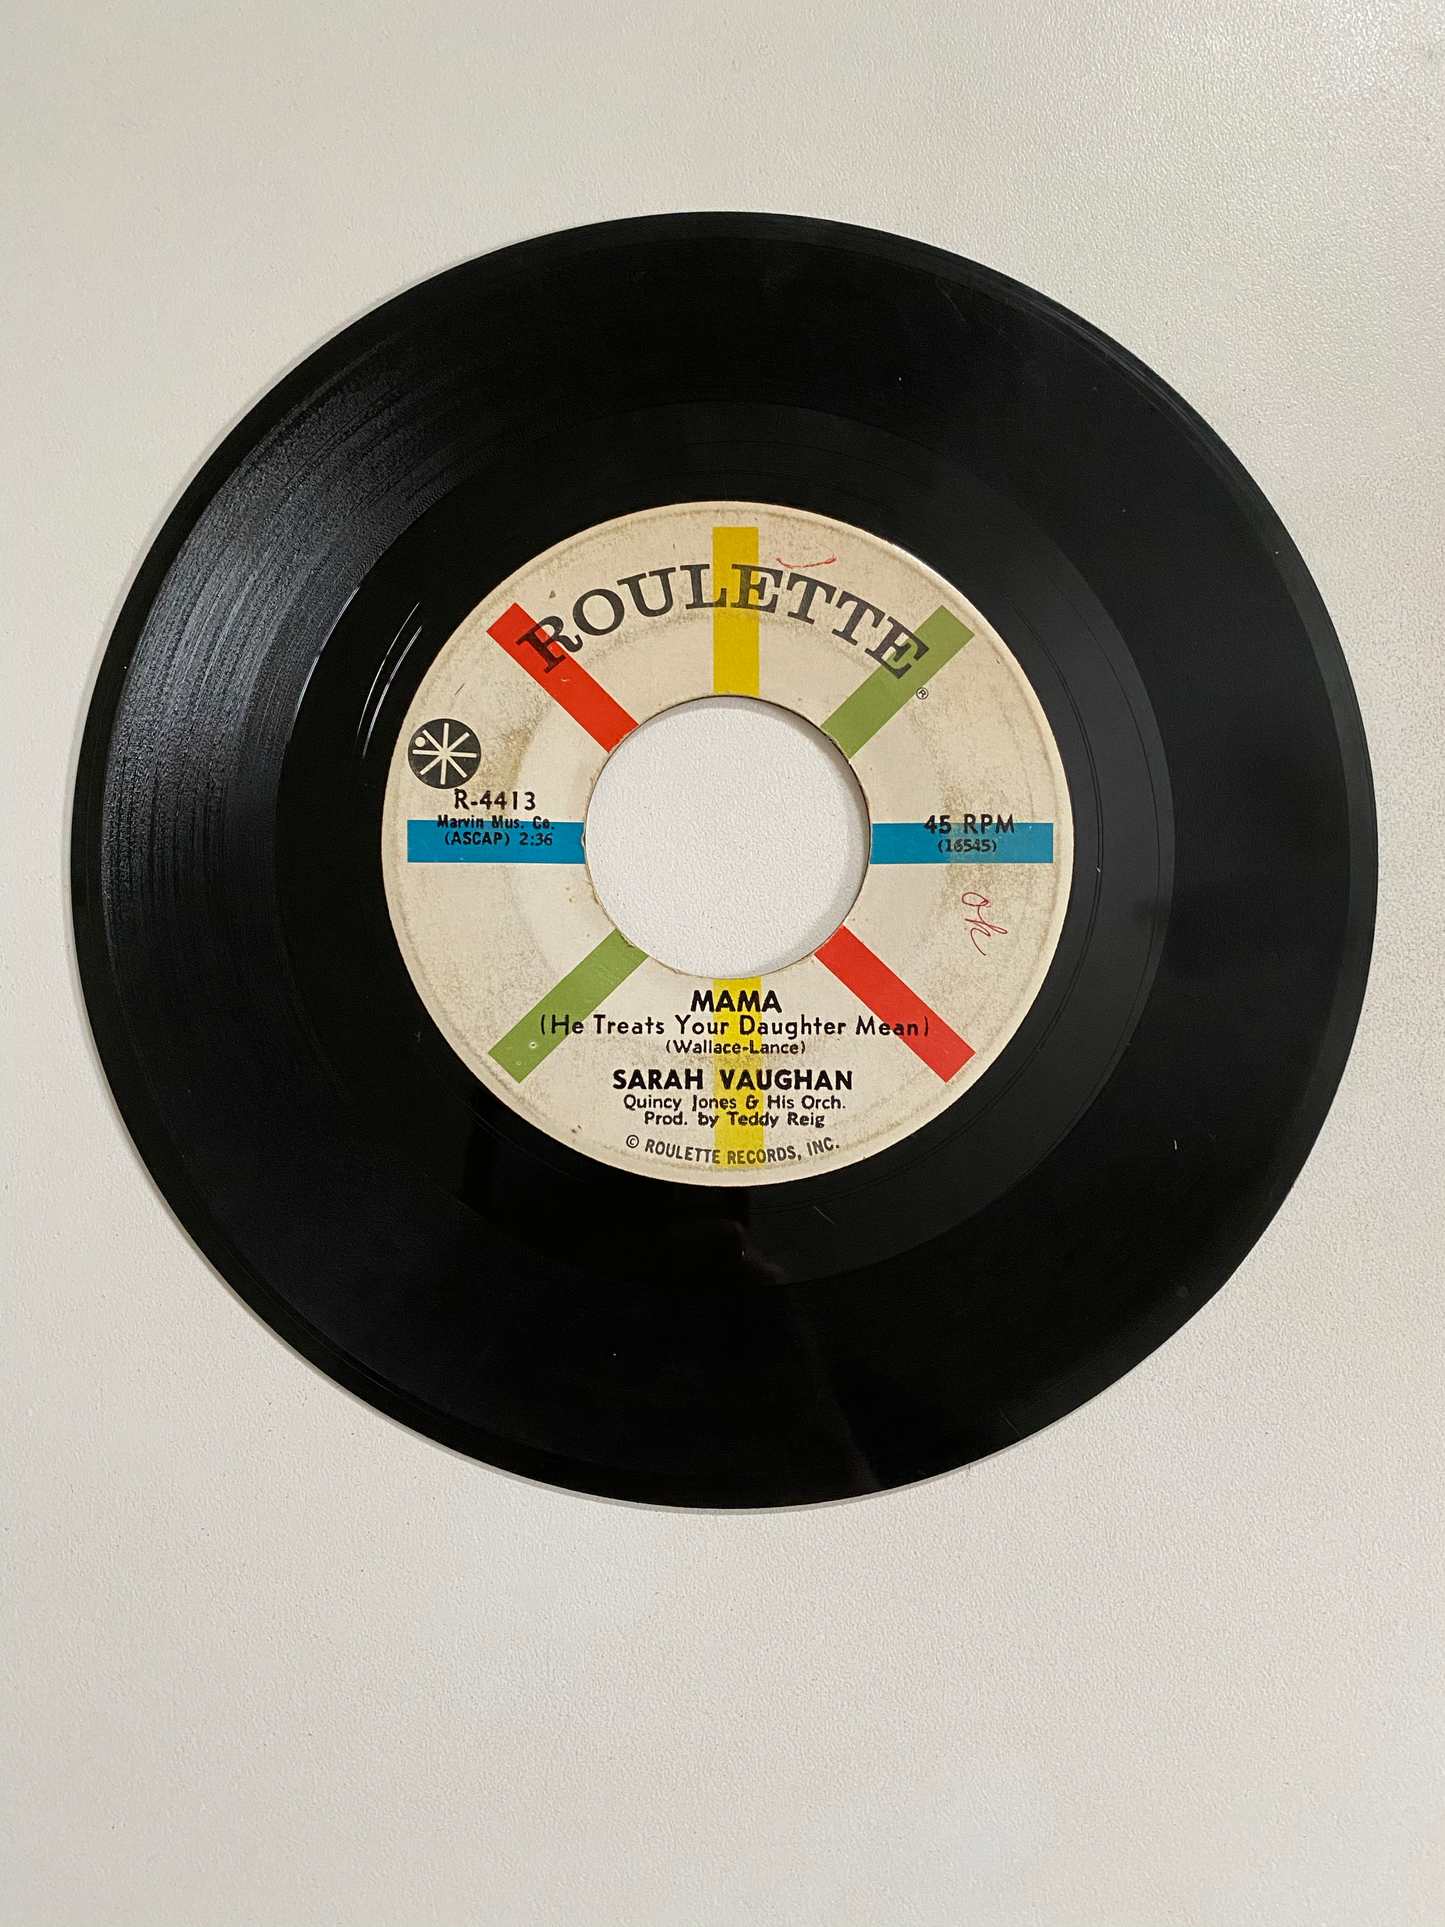 ROULETTE
®
R-4413
Marvin Mus. Co.
(ASCAP) 2:36
45 RPM
(16545)
oh
MAMA
(He Treats Your Daughter Mean)
(Wallace-Lance)
SARAH VAUGHAN
Quincy Jones & His Orch.
Prod. by Teddy Reig
© ROULETTE RECORDS, INC.